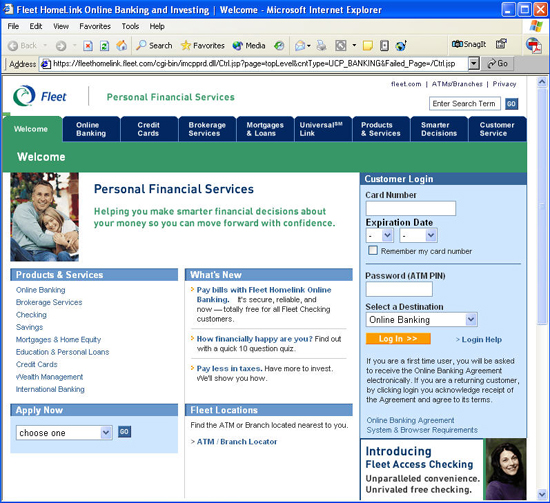 Fleet HomeLink Online Banking and Investing | Welcome - Microsoft Internet Explorer
File Edit View Favorites Tools Help
Back Search Favorites Media SnagIt
Address https://fleethomelink.fleet.com/cgi-bin/imcpprd.dll/Ctrl.jsp?page=topLevel&cntType=UCP_BANKING&Failed_Page=/Ctrl.jsp Go
fleet.com | ATMs/Branches | Privacy
Fleet Personal Financial Services
Enter Search Term GO
Welcome
Online Banking
Credit Cards
Brokerage Services
Mortgages & Loans
Universal℠ Link
Products & Services
Smarter Decisions
Customer Service
Welcome
Personal Financial Services
Helping you make smarter financial decisions about
your money so you can move forward with confidence.
Products & Services
Online Banking
Brokerage Services
Checking
Savings
Mortgages & Home Equity
Education & Personal Loans
Credit Cards
Wealth Management
International Banking
Apply Now
choose one GO
What's New
Pay bills with Fleet Homelink Online
Banking. It's secure, reliable, and
now — totally free for all Fleet Checking
customers.
How financially happy are you? Find out
with a quick 10 question quiz.
Pay less in taxes. Have more to invest.
We'll show you how.
Fleet Locations
Find the ATM or Branch located nearest to you.
> ATM / Branch Locator
Customer Login
Card Number
Expiration Date
- -
Remember my card number
Password (ATM PIN)
Select a Destination
Online Banking
Log In >> > Login Help
If you are a first time user, you will be asked
to receive the Online Banking Agreement
electronically. If you are a returning customer,
by clicking login you acknowledge receipt of
the Agreement and agree to its terms.
Online Banking Agreement
System & Browser Requirements
Introducing
Fleet Access Checking
Unparalleled convenience.
Unrivaled free checking.